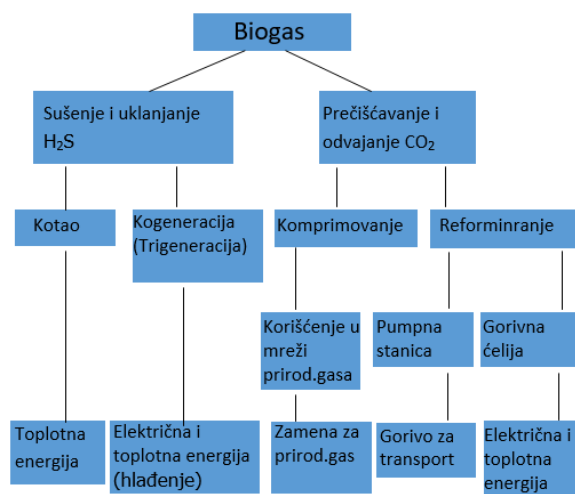 Biogas
Sušenje i uklanjanje
H₂S
Prečišćavanje i
odvajanje CO₂
Kotao
Kogeneracija
(Trigeneracija)
Komprimovanje
Reforminranje
Korišćenje u
mreži
prirod.gasa
Pumpna
stanica
Gorivna
ćelija
Toplotna
energija
Električna i
toplotna energija
(hlađenje)
Zamena za
prirod.gas
Gorivo za
transport
Električna i
toplotna
energija